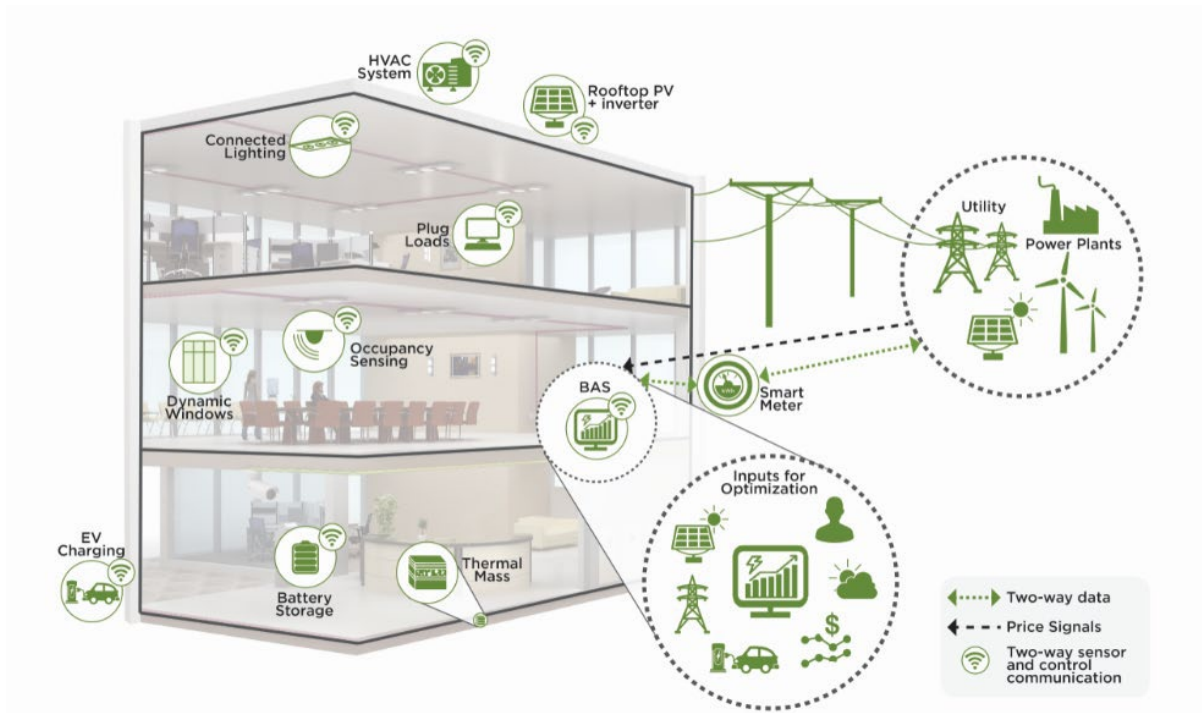 HVAC
System
Rooftop PV
+ inverter
Connected
Lighting
Plug
Loads
Utility
Power Plants
Occupancy
Sensing
Dynamic
Windows
BAS
Smart
Meter
Inputs for
Optimization
EV
Charging
Battery
Storage
Thermal
Mass
$
Two-way data
Price Signals
Two-way sensor
and control
communication